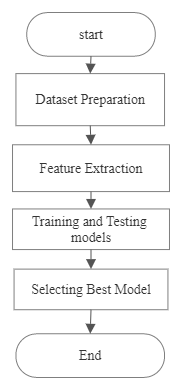 start
Dataset Preparation
Feature Extraction
Training and Testing
models
Selecting Best Model
End